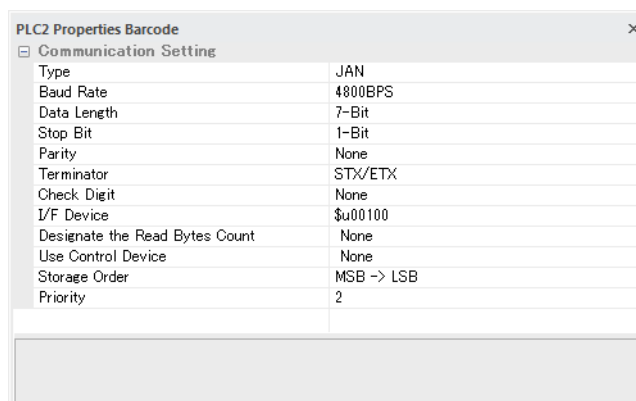 PLC2 Properties Barcode
Communication Setting
Type JAN
Baud Rate 4800BPS
Data Length 7-Bit
Stop Bit 1-Bit
Parity None
Terminator STX/ETX
Check Digit None
I/F Device $u00100
Designate the Read Bytes Count None
Use Control Device None
Storage Order MSB -> LSB
Priority 2